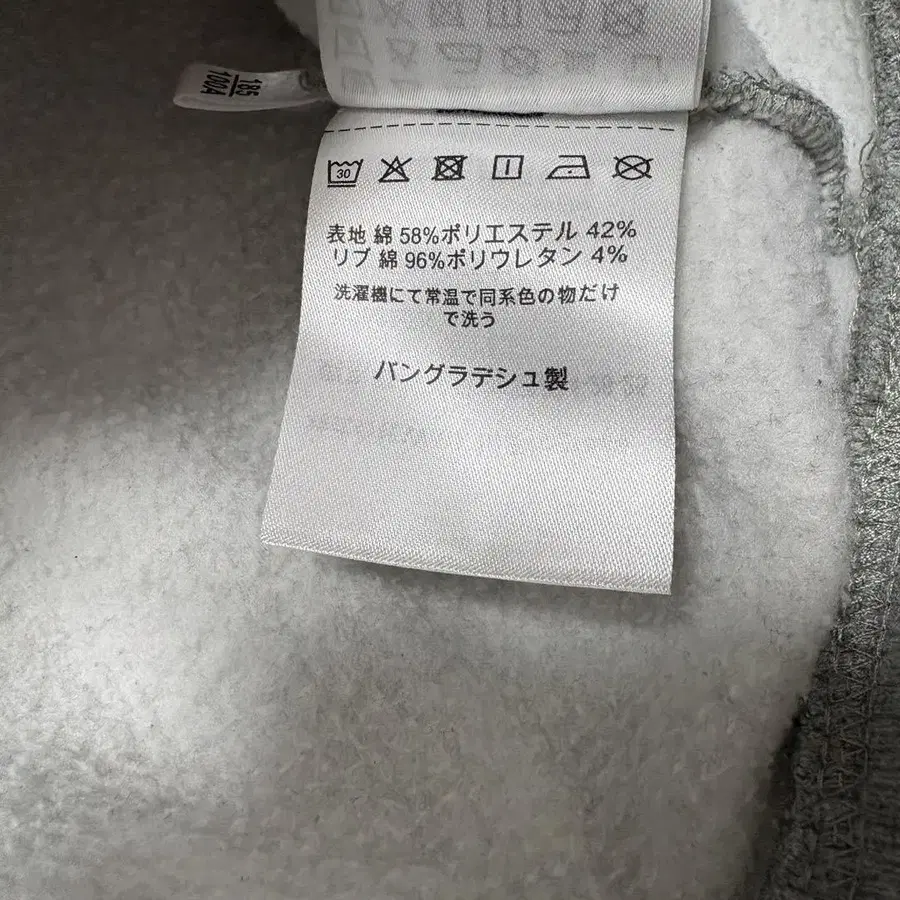 185
100A
30
表地 綿 58%ポリエステル 42%
リブ 綿 96%ポリウレタン 4%
洗濯機にて常温で同系色の物だけ
で洗う
バングラデシュ製